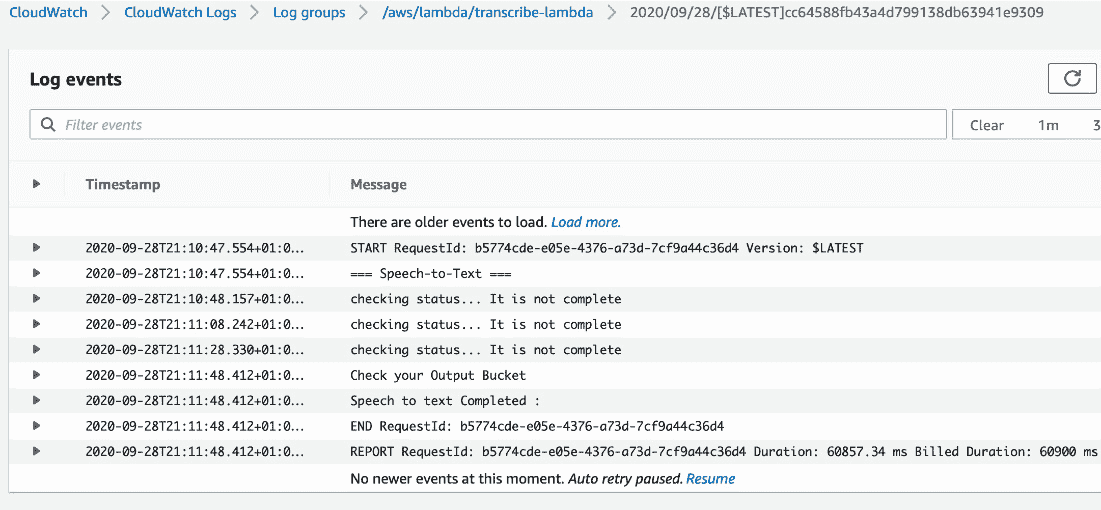 CloudWatch > CloudWatch Logs > Log groups > /aws/lambda/transcribe-lambda > 2020/09/28/[$LATEST]cc64588fb43a4d799138db63941e9309
Log events
Filter events
Clear 1m 3
Timestamp Message
There are older events to load. Load more.
2020-09-28T21:10:47.554+01:0... START RequestId: b5774cde-e05e-4376-a73d-7cf9a44c36d4 Version: $LATEST
2020-09-28T21:10:47.554+01:0... === Speech-to-Text ===
2020-09-28T21:10:48.157+01:0... checking status... It is not complete
2020-09-28T21:11:08.242+01:0... checking status... It is not complete
2020-09-28T21:11:28.330+01:0... checking status... It is not complete
2020-09-28T21:11:48.412+01:0... Check your Output Bucket
2020-09-28T21:11:48.412+01:0... Speech to text Completed :
2020-09-28T21:11:48.412+01:0... END RequestId: b5774cde-e05e-4376-a73d-7cf9a44c36d4
2020-09-28T21:11:48.412+01:0... REPORT RequestId: b5774cde-e05e-4376-a73d-7cf9a44c36d4 Duration: 60857.34 ms Billed Duration: 60900 ms
No newer events at this moment. Auto retry paused. Resume